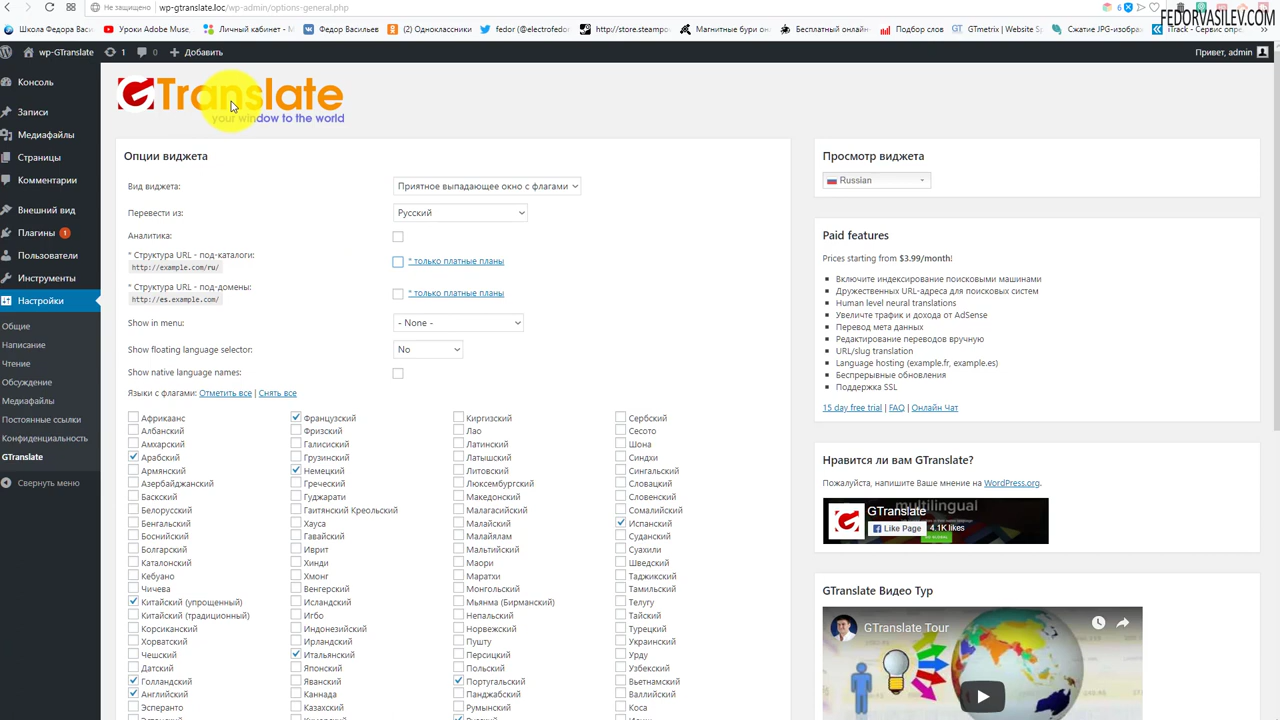 Не защищено wp-gtranslate.loc/wp-admin/options-general.php
6
FEDORVASILEV.COM
Школа Федора Васи
Уроки Adobe Muse.
Личный кабинет - М
Федор Васильев
(2) Одноклассники
fedor @electrofedor
http://store.steampo
Магнитные бури он
Бесплатный онлайн
Подбор слов
GTmetrix | Website Sp
Сжатие JPG-изображ
iTrack - Сервис опре
wp-GTranslate
1
0
Добавить
Привет, admin
Консоль
Записи
Медиафайлы
Страницы
Комментарии
Внешний вид
Плагины 1
Пользователи
Инструменты
Настройки
Общие
Написание
Чтение
Обсуждение
Медиафайлы
Постоянные ссылки
Конфиденциальность
GTranslate
Свернуть меню
GTranslate
your window to the world
Опции виджета
Вид виджета: Приятное выпадающее окно с флагами
Перевести из: Русский
Аналитика:
* Структура URL - под-каталоги: * только платные планы
http://example.com/ru/
* Структура URL - под-домены: * только платные планы
http://es.example.com/
Show in menu: - None -
Show floating language selector: No
Show native language names:
Языки с флагами: Отметить все | Снять все
Африкаанс Французский Киргизский Сербский
Албанский Фризский Лао Сесото
Амхарский Галисиский Латинский Шона
Арабский Грузинский Латышский Синдхи
Армянский Немецкий Литовский Сингальский
Азербайджанский Греческий Люксембургский Словацкий
Баскский Гуджарати Македонский Словенский
Белорусский Гаитянский Креольский Малагасийский Сомалийский
Бенгальский Хауса Малайский Испанский
Боснийский Гавайский Малайялам Суданский
Болгарский Иврит Мальтийский Суахили
Каталонский Хинди Маори Шведский
Кебуано Хмонг Маратхи Таджикский
Чичева Венгерский Монгольский Тамильский
Китайский (упрощенный) Исландский Мьянма (Бирманский) Телугу
Китайский (традиционный) Игбо Непальский Тайский
Корсиканский Индонезийский Норвежский Турецкий
Хорватский Ирландский Пушту Украинский
Чешский Итальянский Персидский Урду
Датский Японский Польский Узбекский
Голландский Яванский Португальский Вьетнамский
Английский Каннада Панджабский Валлийский
Эсперанто Казахский Румынский Коса
Просмотр виджета
Russian
Paid features
Prices starting from $3.99/month!
Включите индексирование поисковыми машинами
Дружественных URL-адреса для поисковых систем
Human level neural translations
Увеличте трафик и дохода от AdSense
Перевод мета данных
Редактирование переводов вручную
URL/slug translation
Language hosting (example.fr, example.es)
Беспрерывные обновления
Поддержка SSL
15 day free trial | FAQ | Онлайн Чат
Нравится ли вам GTranslate?
Пожалуйста, напишите Ваше мнение на WordPress.org.
multilingual
GTranslate
Like Page 4.1K likes
GTranslate Видео Тур
GTranslate Tour